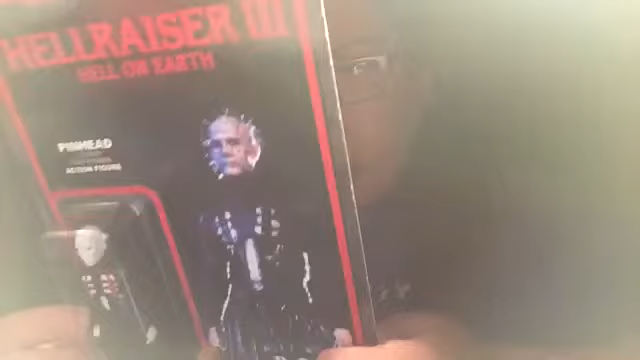 HELLRAISER III
HELL ON EARTH
PINHEAD
ACTION FIGURE